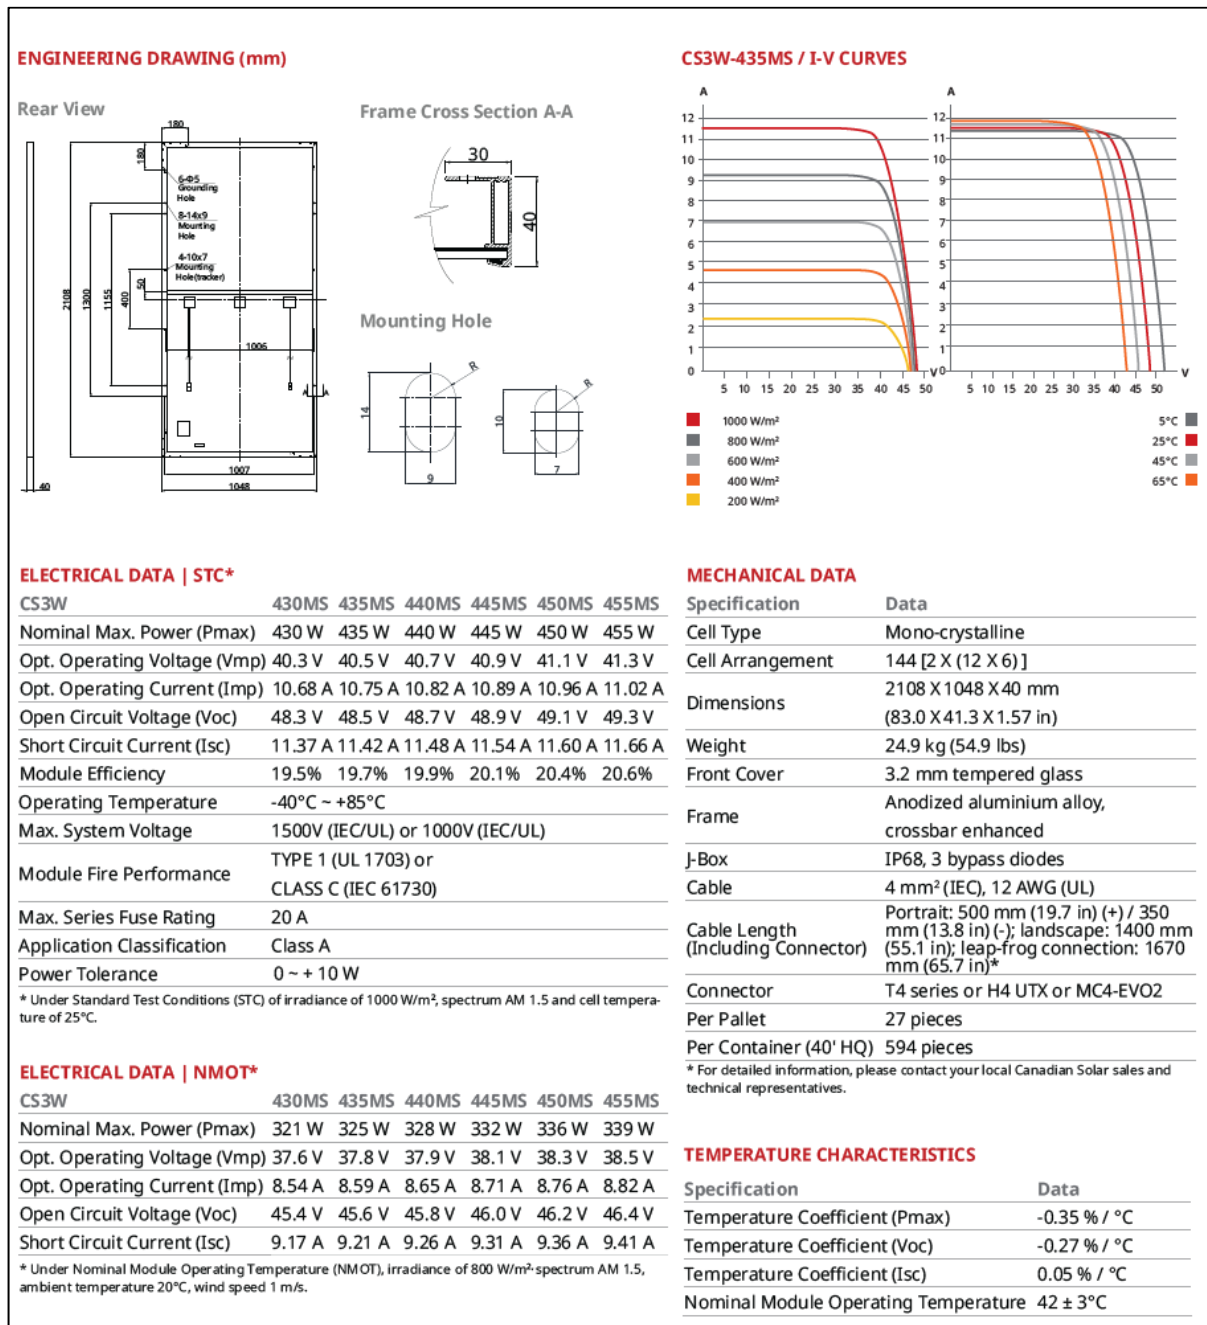 ENGINEERING DRAWING (mm)
Rear View
180
180
6-Φ5
Grounding
Hole
8-14x9
Mounting
Hole
4-10x7
Mounting
Hole(tracker)
50
2108
1300
1155
400
1006
A
A
1007
1048
40
Frame Cross Section A-A
30
40
Mounting Hole
R
14
9
R
10
7
CS3W-435MS / I-V CURVES
A
12
11
10
9
8
7
6
5
4
3
2
1
0
5 10 15 20 25 30 35 40 45 50
V
A
12
11
10
9
8
7
6
5
4
3
2
1
0
5 10 15 20 25 30 35 40 45 50
V
1000 W/m²
800 W/m²
600 W/m²
400 W/m²
200 W/m²
5°C
25°C
45°C
65°C
ELECTRICAL DATA | STC*
CS3W 430MS 435MS 440MS 445MS 450MS 455MS
Nominal Max. Power (Pmax) 430 W 435 W 440 W 445 W 450 W 455 W
Opt. Operating Voltage (Vmp) 40.3 V 40.5 V 40.7 V 40.9 V 41.1 V 41.3 V
Opt. Operating Current (Imp) 10.68 A 10.75 A 10.82 A 10.89 A 10.96 A 11.02 A
Open Circuit Voltage (Voc) 48.3 V 48.5 V 48.7 V 48.9 V 49.1 V 49.3 V
Short Circuit Current (Isc) 11.37 A 11.42 A 11.48 A 11.54 A 11.60 A 11.66 A
Module Efficiency 19.5% 19.7% 19.9% 20.1% 20.4% 20.6%
Operating Temperature -40°C ~ +85°C
Max. System Voltage 1500V (IEC/UL) or 1000V (IEC/UL)
Module Fire Performance
TYPE 1 (UL 1703) or
CLASS C (IEC 61730)
Max. Series Fuse Rating 20 A
Application Classification Class A
Power Tolerance 0 ~ + 10 W
* Under Standard Test Conditions (STC) of irradiance of 1000 W/m², spectrum AM 1.5 and cell tempera-
ture of 25°C.
ELECTRICAL DATA | NMOT*
CS3W 430MS 435MS 440MS 445MS 450MS 455MS
Nominal Max. Power (Pmax) 321 W 325 W 328 W 332 W 336 W 339 W
Opt. Operating Voltage (Vmp) 37.6 V 37.8 V 37.9 V 38.1 V 38.3 V 38.5 V
Opt. Operating Current (Imp) 8.54 A 8.59 A 8.65 A 8.71 A 8.76 A 8.82 A
Open Circuit Voltage (Voc) 45.4 V 45.6 V 45.8 V 46.0 V 46.2 V 46.4 V
Short Circuit Current (Isc) 9.17 A 9.21 A 9.26 A 9.31 A 9.36 A 9.41 A
* Under Nominal Module Operating Temperature (NMOT), irradiance of 800 W/m², spectrum AM 1.5,
ambient temperature 20°C, wind speed 1 m/s.
MECHANICAL DATA
Specification Data
Cell Type Mono-crystalline
Cell Arrangement 144 [2 X (12 X 6) ]
Dimensions
2108 X 1048 X 40 mm
(83.0 X 41.3 X 1.57 in)
Weight 24.9 kg (54.9 lbs)
Front Cover 3.2 mm tempered glass
Frame
Anodized aluminium alloy,
crossbar enhanced
J-Box IP68, 3 bypass diodes
Cable 4 mm² (IEC), 12 AWG (UL)
Cable Length
(Including Connector)
Portrait: 500 mm (19.7 in) (+) / 350
mm (13.8 in) (-); landscape: 1400 mm
(55.1 in); leap-frog connection: 1670
mm (65.7 in)*
Connector T4 series or H4 UTX or MC4-EVO2
Per Pallet 27 pieces
Per Container (40' HQ) 594 pieces
* For detailed information, please contact your local Canadian Solar sales and
technical representatives.
TEMPERATURE CHARACTERISTICS
Specification Data
Temperature Coefficient (Pmax) -0.35 % / °C
Temperature Coefficient (Voc) -0.27 % / °C
Temperature Coefficient (Isc) 0.05 % / °C
Nominal Module Operating Temperature 42 ± 3°C